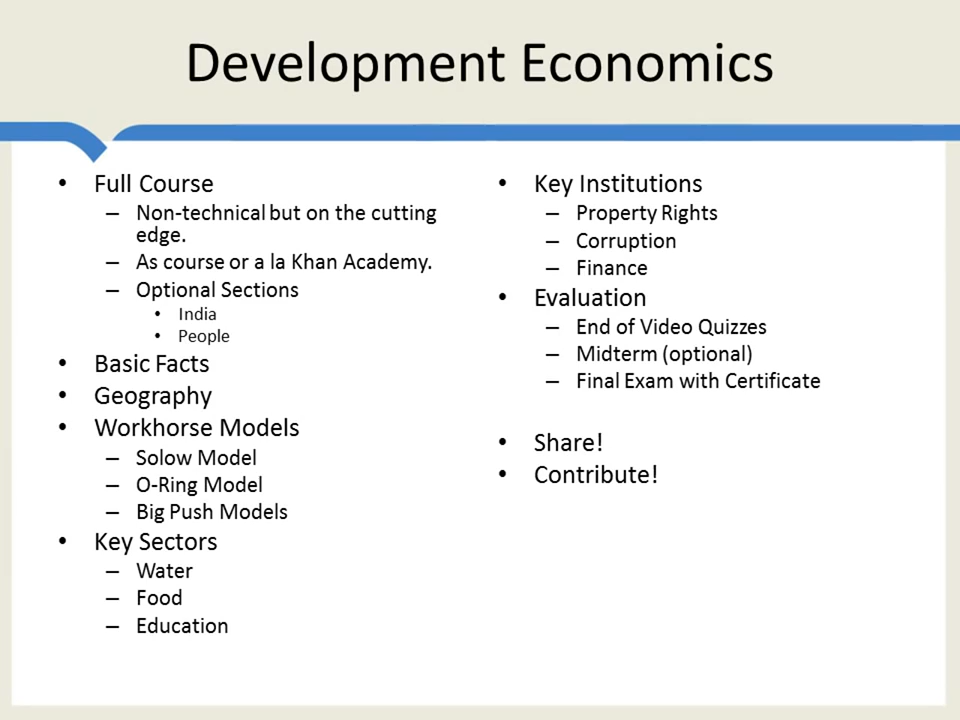 Development Economics
• Full Course
– Non-technical but on the cutting
edge.
– As course or a la Khan Academy.
– Optional Sections
• India
• People
• Basic Facts
• Geography
• Workhorse Models
– Solow Model
– O-Ring Model
– Big Push Models
• Key Sectors
– Water
– Food
– Education
• Key Institutions
– Property Rights
– Corruption
– Finance
• Evaluation
– End of Video Quizzes
– Midterm (optional)
– Final Exam with Certificate
• Share!
• Contribute!